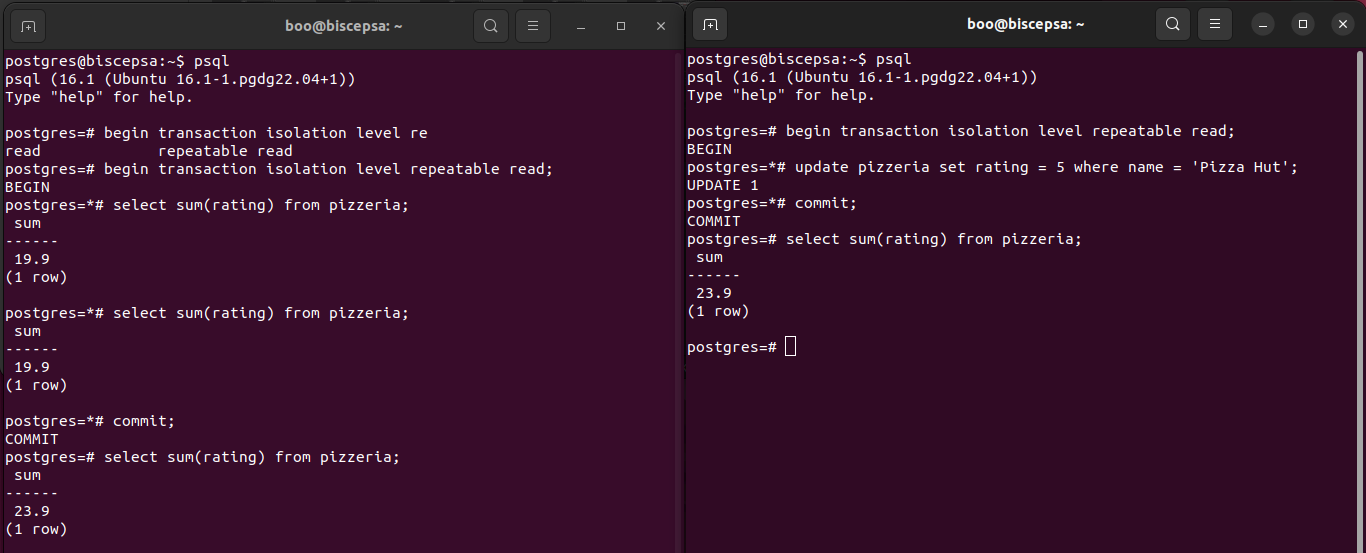 boo@biscepsa: ~
postgres@biscepsa:~$ psql
psql (16.1 (Ubuntu 16.1-1.pgdg22.04+1))
Type "help" for help.
postgres=# begin transaction isolation level re
read             repeatable read
postgres=# begin transaction isolation level repeatable read;
BEGIN
postgres=*# select sum(rating) from pizzeria;
 sum
------
 19.9
(1 row)
postgres=*# select sum(rating) from pizzeria;
 sum
------
 19.9
(1 row)
postgres=*# commit;
COMMIT
postgres=# select sum(rating) from pizzeria;
 sum
------
 23.9
(1 row)
boo@biscepsa: ~
postgres@biscepsa:~$ psql
psql (16.1 (Ubuntu 16.1-1.pgdg22.04+1))
Type "help" for help.
postgres=# begin transaction isolation level repeatable read;
BEGIN
postgres=*# update pizzeria set rating = 5 where name = 'Pizza Hut';
UPDATE 1
postgres=*# commit;
COMMIT
postgres=# select sum(rating) from pizzeria;
 sum
------
 23.9
(1 row)
postgres=#